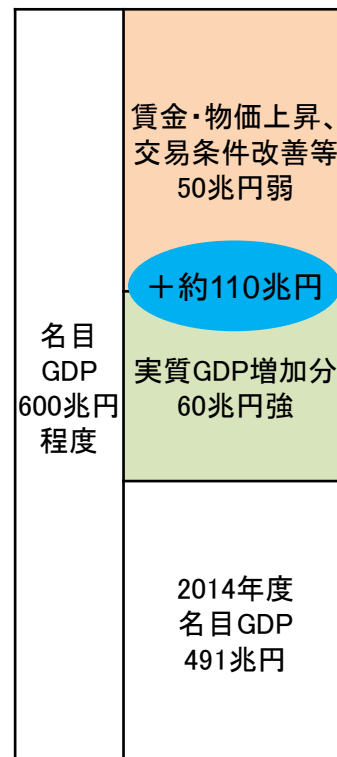 名目
GDP
600兆円
程度
賃金・物価上昇、
交易条件改善等
50兆円弱
＋約110兆円
実質GDP増加分
60兆円強
2014年度
名目GDP
491兆円